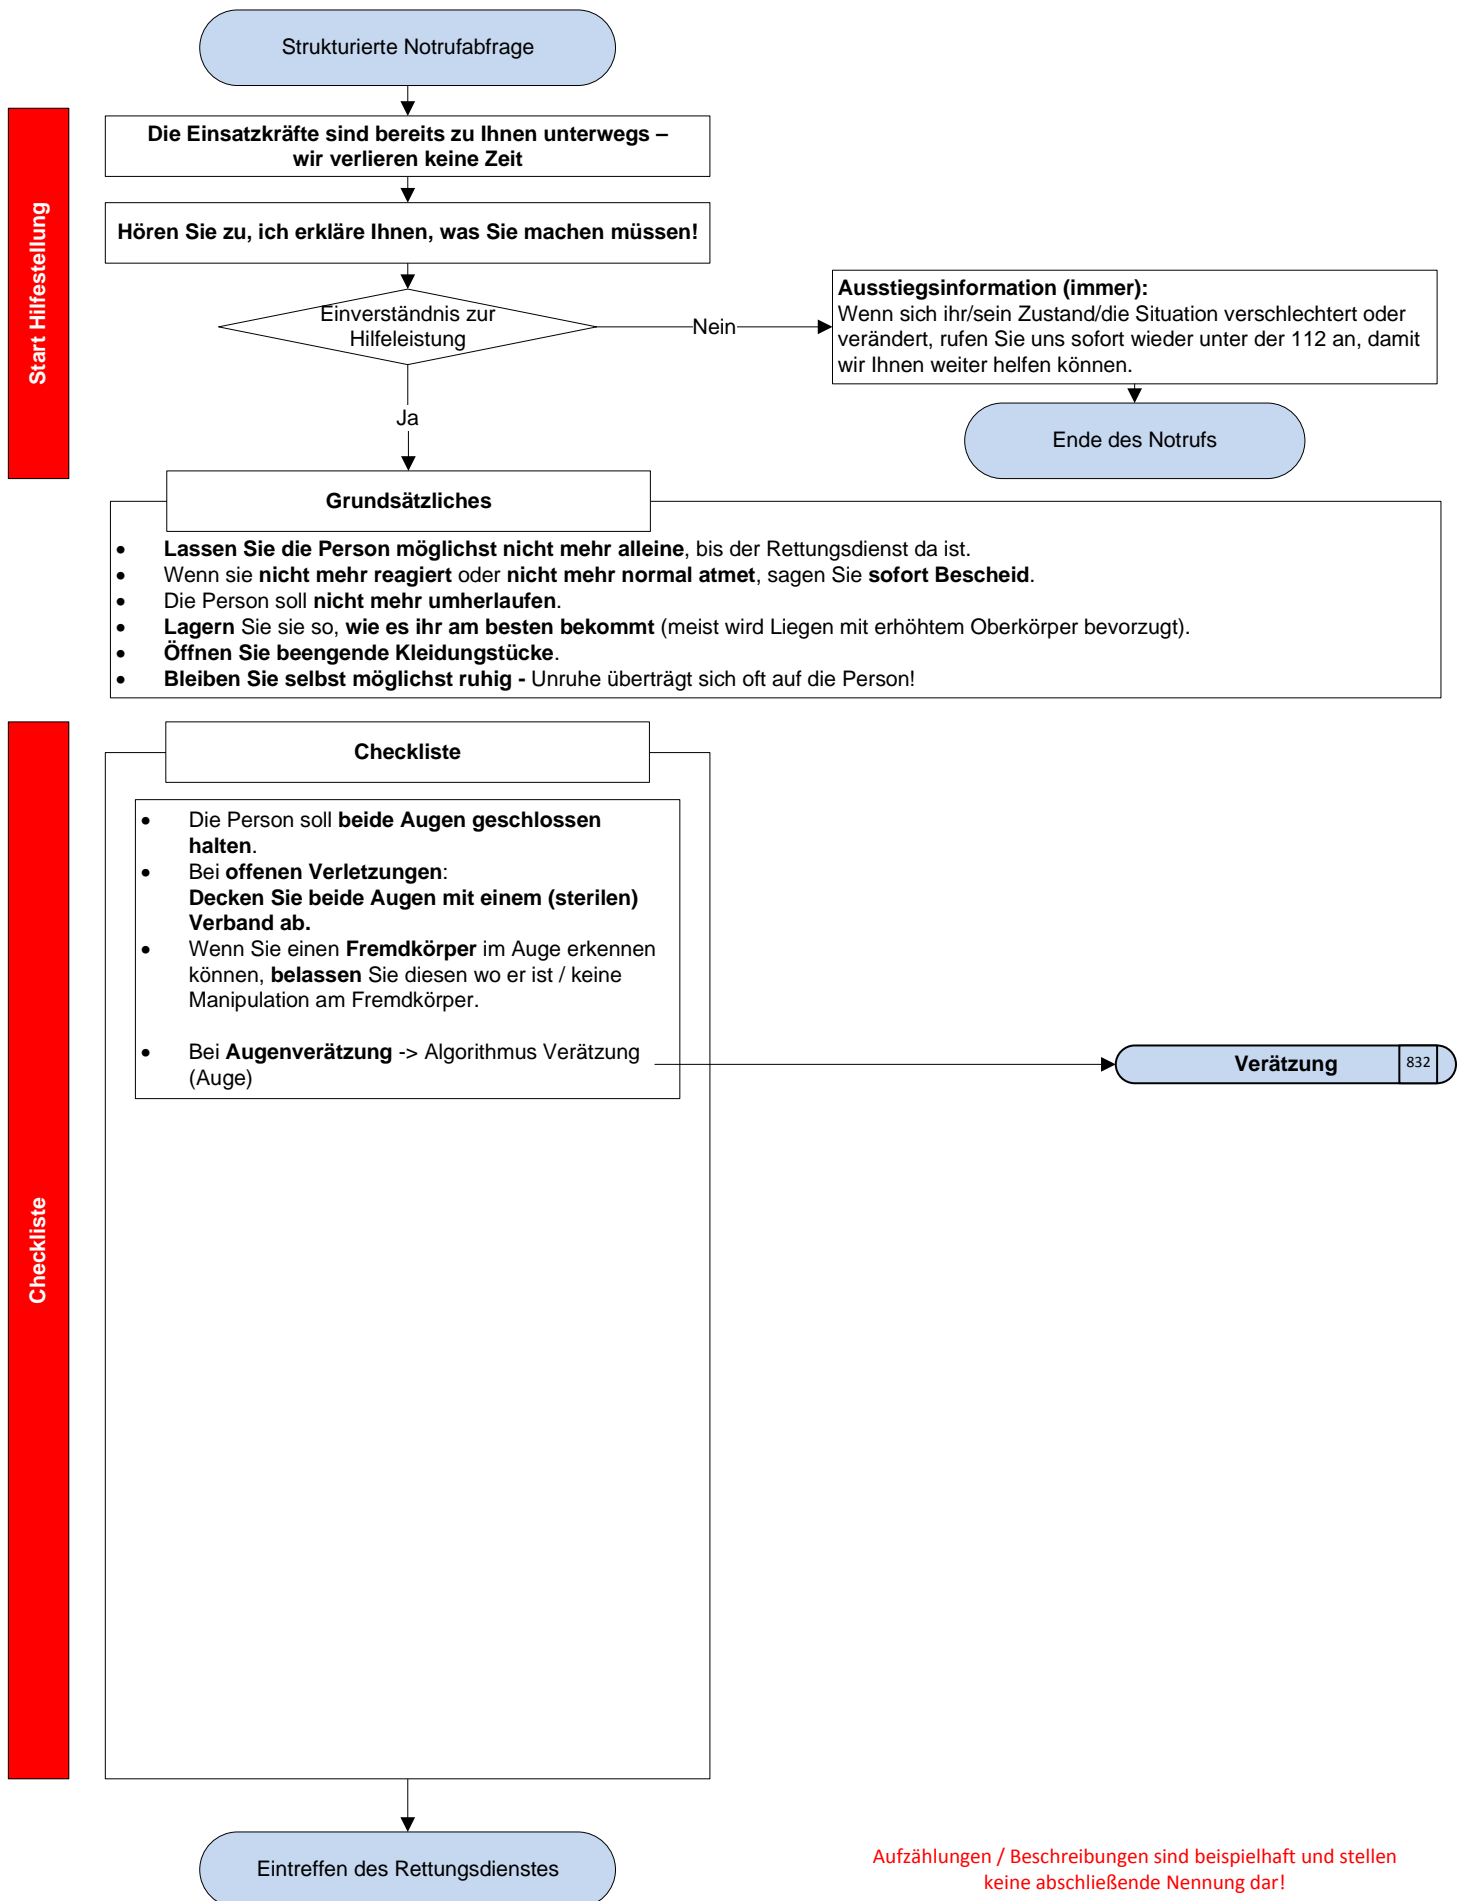 Strukturierte Notrufabfrage
Start Hilfestellung
Die Einsatzkräfte sind bereits zu Ihnen unterwegs –
wir verlieren keine Zeit
Hören Sie zu, ich erkläre Ihnen, was Sie machen müssen!
Einverständnis zur
Hilfeleistung
Nein
Ausstiegsinformation (immer):
Wenn sich ihr/sein Zustand/die Situation verschlechtert oder
verändert, rufen Sie uns sofort wieder unter der 112 an, damit
wir Ihnen weiter helfen können.
Ja
Ende des Notrufs
Grundsätzliches
• Lassen Sie die Person möglichst nicht mehr alleine, bis der Rettungsdienst da ist.
• Wenn sie nicht mehr reagiert oder nicht mehr normal atmet, sagen Sie sofort Bescheid.
• Die Person soll nicht mehr umherlaufen.
• Lagern Sie sie so, wie es ihr am besten bekommt (meist wird Liegen mit erhöhtem Oberkörper bevorzugt).
• Öffnen Sie beengende Kleidungstücke.
• Bleiben Sie selbst möglichst ruhig - Unruhe überträgt sich oft auf die Person!
Checkliste
Checkliste
• Die Person soll beide Augen geschlossen
halten.
• Bei offenen Verletzungen:
Decken Sie beide Augen mit einem (sterilen)
Verband ab.
• Wenn Sie einen Fremdkörper im Auge erkennen
können, belassen Sie diesen wo er ist / keine
Manipulation am Fremdkörper.
• Bei Augenverätzung -> Algorithmus Verätzung
(Auge)
Verätzung 832
Eintreffen des Rettungsdienstes
Aufzählungen / Beschreibungen sind beispielhaft und stellen
keine abschließende Nennung dar!